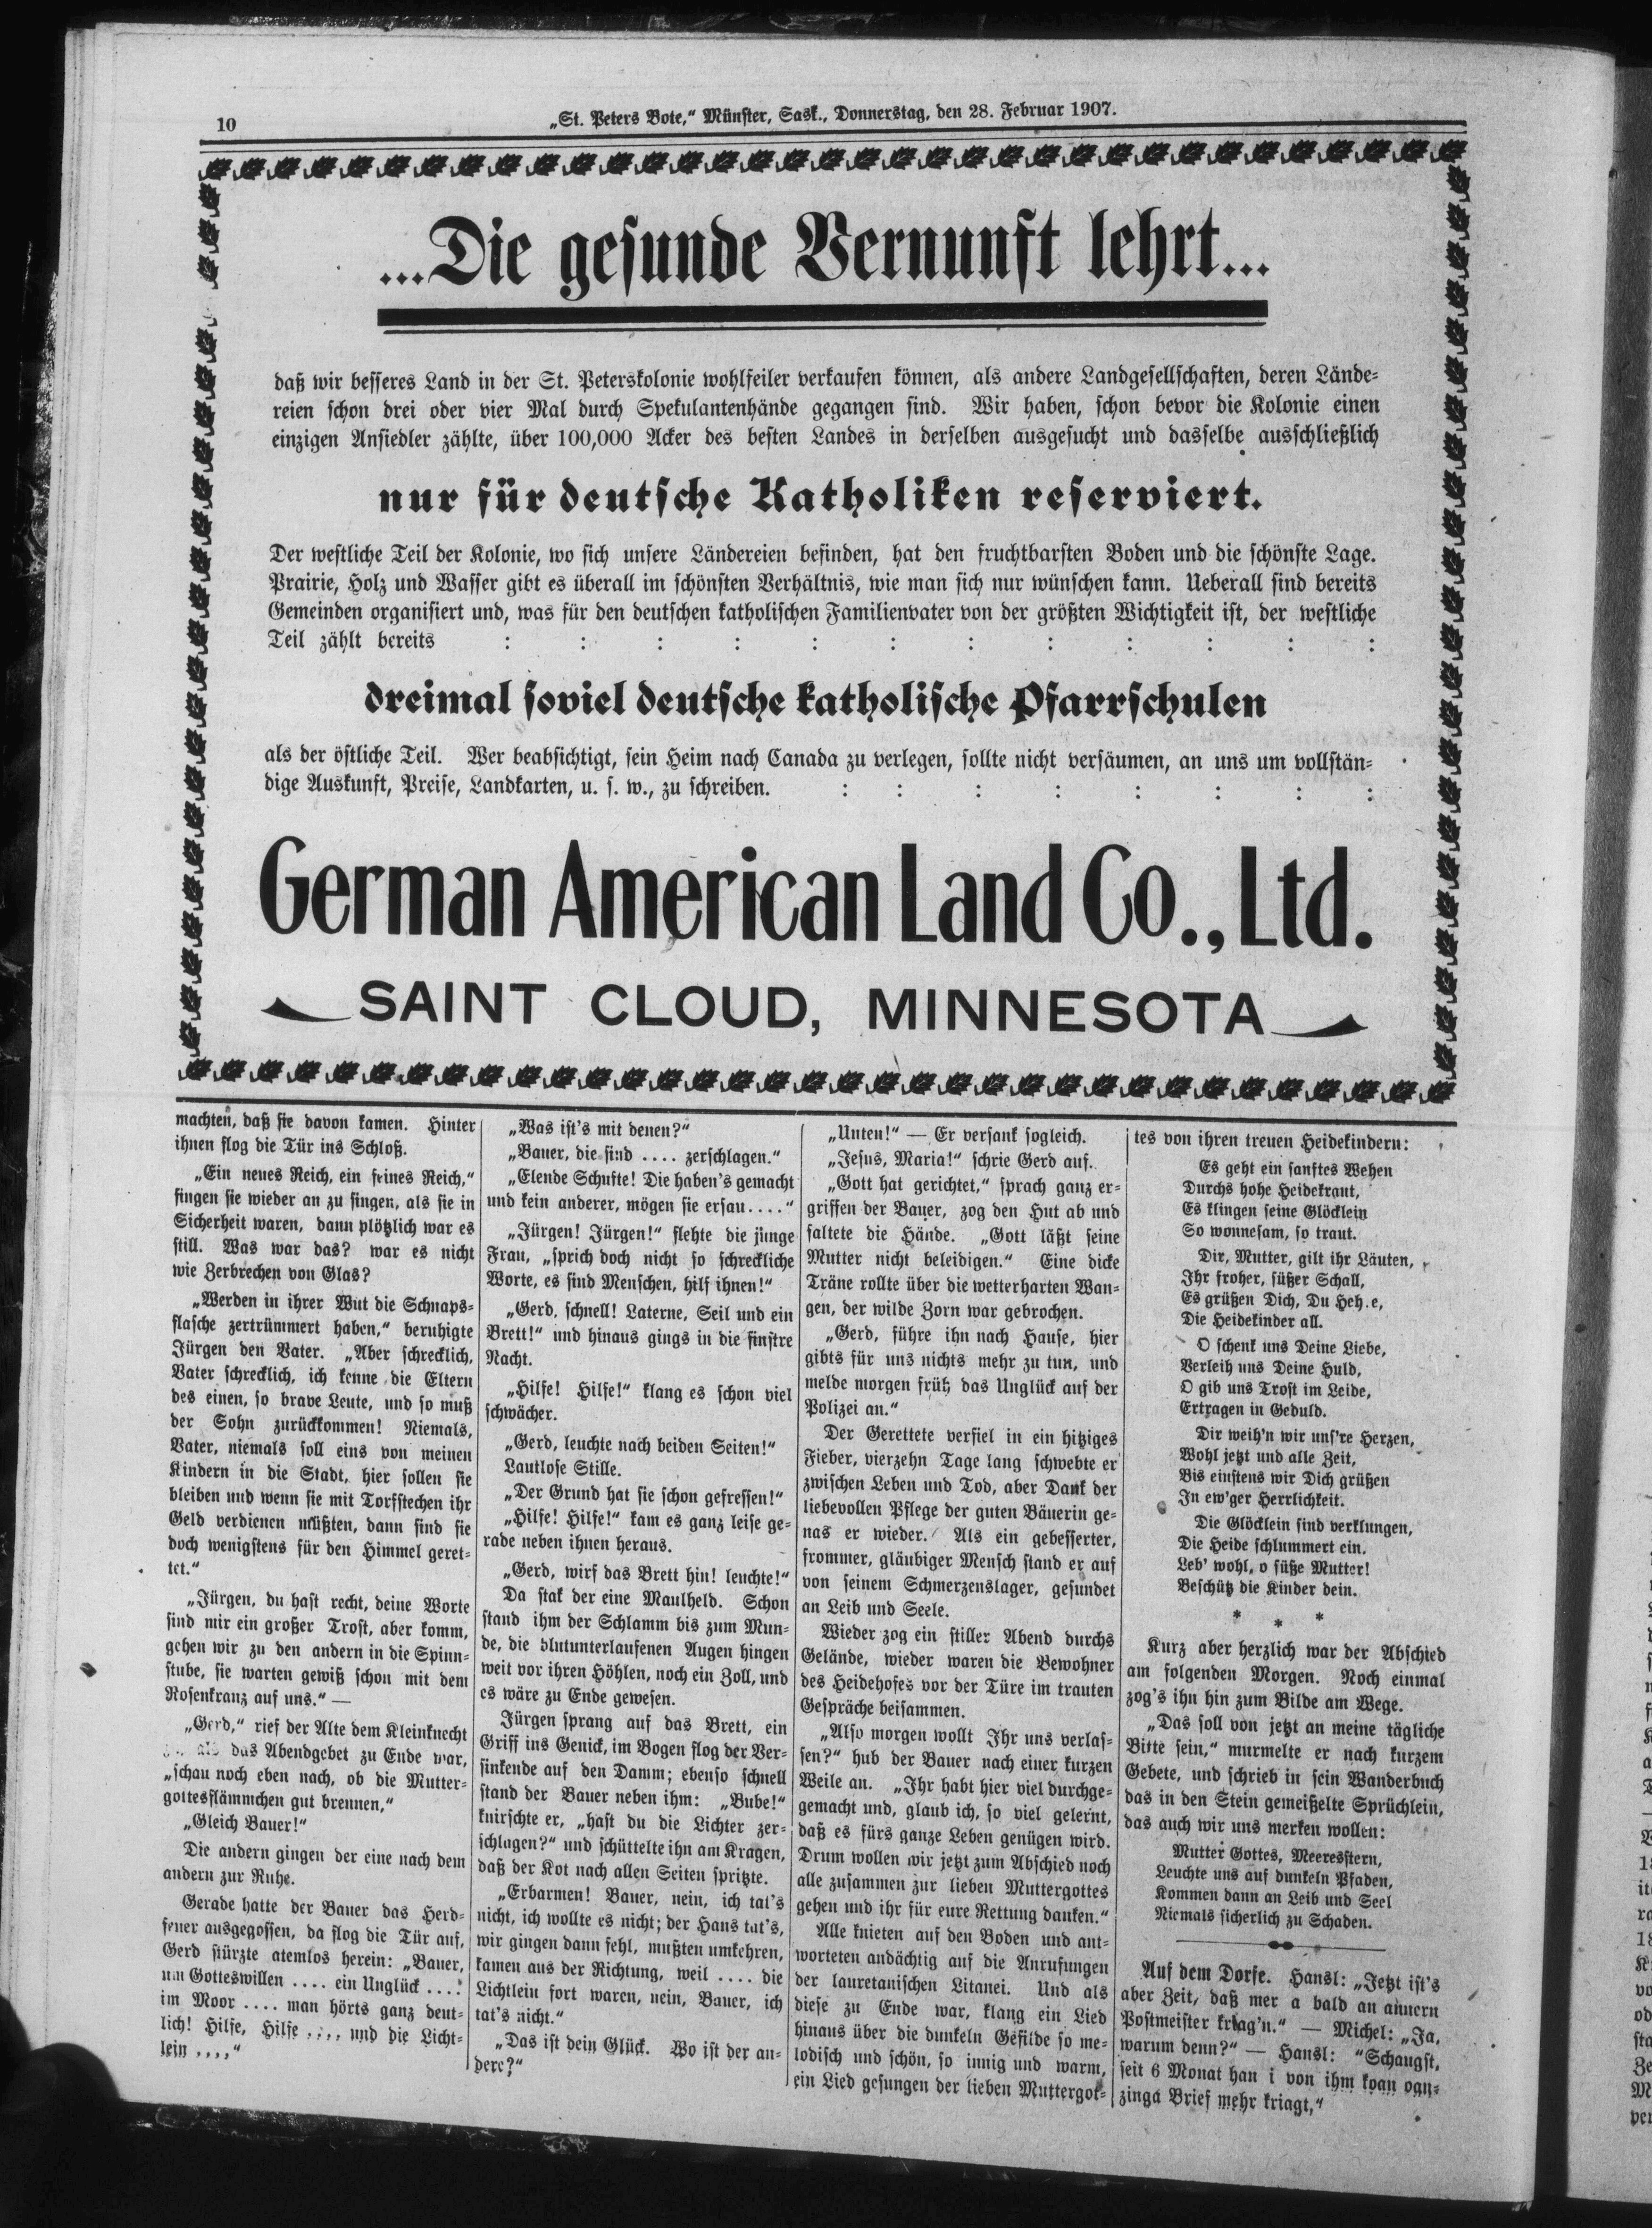 10
„St. Peters Bote,“ Münster, Sask., Donnerstag, den 28. Februar 1907.
...Die gesunde Vernunft lehrt...
daß wir besseres Land in der St. Peterskolonie wohlfeiler verkaufen können, als andere Landgesellschaften, deren Lände-
reien schon drei oder vier Mal durch Spekulantenhände gegangen sind. Wir haben, schon bevor die Kolonie einen
einzigen Ansiedler zählte, über 100,000 Acker des besten Landes in derselben ausgesucht und dasselbe ausschließlich
nur für deutsche Katholiken reserviert.
Der westliche Teil der Kolonie, wo sich unsere Ländereien befinden, hat den fruchtbarsten Boden und die schönste Lage.
Prairie, Holz und Wasser gibt es überall im schönsten Verhältnis, wie man sich nur wünschen kann. Ueberall sind bereits
Gemeinden organisiert und, was für den deutschen katholischen Familienvater von der größten Wichtigkeit ist, der westliche
Teil zählt bereits : : : : : : : : : : : :
dreimal soviel deutsche katholische Pfarrschulen
als der östliche Teil. Wer beabsichtigt, sein Heim nach Canada zu verlegen, sollte nicht versäumen, an uns um vollstän-
dige Auskunft, Preise, Landkarten, u. s. w., zu schreiben. : : : : : : : :
German American Land Co., Ltd.
SAINT CLOUD, MINNESOTA
machten, daß sie davon kamen. Hinter
ihnen flog die Tür ins Schloß.
„Ein neues Reich, ein feines Reich,“
fingen sie wieder an zu singen, als sie in
Sicherheit waren, dann plötzlich war es
still. Was war das? war es nicht
wie Zerbrechen von Glas?
„Werden in ihrer Wut die Schnaps-
flasche zertrümmert haben,“ beruhigte
Jürgen den Vater. „Aber schrecklich,
Vater schrecklich, ich kenne die Eltern
des einen, so brave Leute, und so muß
der Sohn zurückkommen! Niemals,
Vater, niemals soll eins von meinen
Kindern in die Stadt, hier sollen sie
bleiben und wenn sie mit Torfstechen ihr
Geld verdienen müßten, dann sind sie
doch wenigstens für den Himmel geret-
tet.“
„Jürgen, du hast recht, deine Worte
sind mir ein großer Trost, aber komm,
gehen wir zu den andern in die Spinn-
stube, sie warten gewiß schon mit dem
Rosenkranz auf uns.“ —
„Gerd,“ rief der Alte dem Kleinknecht
als das Abendgebet zu Ende war,
„schau noch eben nach, ob die Mutter-
gottesflämmchen gut brennen,“
„Gleich Bauer!“
Die andern gingen der eine nach dem
andern zur Ruhe.
Gerade hatte der Bauer das Herd-
feuer ausgegossen, da flog die Tür auf,
Gerd stürzte atemlos herein: „Bauer,
um Gotteswillen .... ein Unglück ....
im Moor .... man hörts ganz deut-
lich! Hilfe, Hilfe .... und die Licht-
lein ....“
„Was ist's mit denen?“
„Bauer, die sind .... zerschlagen.“
„Elende Schufte! Die haben's gemacht
und kein anderer, mögen sie ersau....“
„Jürgen! Jürgen!“ flehte die junge
Frau, „sprich doch nicht so schreckliche
Worte, es sind Menschen, hilf ihnen!“
„Gerd, schnell! Laterne, Seil und ein
Brett!“ und hinaus gings in die finstre
Nacht.
„Hilfe! Hilfe!“ klang es schon viel
schwächer.
„Gerd, leuchte nach beiden Seiten!“
Lautlose Stille.
„Der Grund hat sie schon gefressen!“
„Hilfe! Hilfe!“ kam es ganz leise ge-
rade neben ihnen heraus.
„Gerd, wirf das Brett hin! leuchte!“
Da stak der eine Maulheld. Schon
stand ihm der Schlamm bis zum Mun-
de, die blutunterlaufenen Augen hingen
weit vor ihren Höhlen, noch ein Zoll, und
es wäre zu Ende gewesen.
Jürgen sprang auf das Brett, ein
Griff ins Genick, im Bogen flog der Ver-
sinkende auf den Damm; ebenso schnell
stand der Bauer neben ihm: „Bube!“
knirschte er, „hast du die Lichter zer-
schlagen?“ und schüttelte ihn am Kragen,
daß der Kot nach allen Seiten spritzte.
„Erbarmen! Bauer, nein, ich tat's
nicht, ich wollte es nicht; der Hans tat's,
wir gingen dann fehl, mußten umkehren,
kamen aus der Richtung, weil .... die
Lichtlein fort waren, nein, Bauer, ich
tat's nicht.“
„Das ist dein Glück. Wo ist der an-
dere?“
„Unten!“ — Er versank sogleich.
„Jesus, Maria!“ schrie Gerd auf.
„Gott hat gerichtet,“ sprach ganz er-
griffen der Bauer, zog den Hut ab und
faltete die Hände. „Gott läßt seine
Mutter nicht beleidigen.“ Eine dicke
Träne rollte über die wetterharten Wan-
gen, der wilde Zorn war gebrochen.
„Gerd, führe ihn nach Hause, hier
gibts für uns nichts mehr zu tun, und
melde morgen früh das Unglück auf der
Polizei an.“
Der Gerettete verfiel in ein hitziges
Fieber, vierzehn Tage lang schwebte er
zwischen Leben und Tod, aber Dank der
liebevollen Pflege der guten Bäuerin ge-
nas er wieder. Als ein gebesserter,
frommer, gläubiger Mensch stand er auf
von seinem Schmerzenslager, gesundet
an Leib und Seele.
Wieder zog ein stiller Abend durchs
Gelände, wieder waren die Bewohner
des Heidehofes vor der Türe im trauten
Gespräche beisammen.
„Also morgen wollt Ihr uns verlas-
sen?“ hub der Bauer nach einer kurzen
Weile an. „Ihr habt hier viel durchge-
gemacht und, glaub ich, so viel gelernt,
daß es fürs ganze Leben genügen wird.
Drum wollen wir jetzt zum Abschied noch
alle zusammen zur lieben Muttergottes
gehen und ihr für eure Rettung danken.“
Alle knieten auf den Boden und ant-
worteten andächtig auf die Anrufungen
der lauretanischen Litanei. Und als
diese zu Ende war, klang ein Lied
hinaus über die dunkeln Gefilde so me-
lodisch und schön, so innig und warm,
ein Lied gesungen der lieben Muttergot-
tes von ihren treuen Heidekindern:
Es geht ein sanftes Wehen
Durchs hohe Heidekraut,
Es klingen seine Glöcklein
So wonnesam, so traut.
Dir, Mutter, gilt ihr Läuten,
Ihr froher, süßer Schall,
Es grüßen Dich, Du
Die Heidekinder all.
O schenk uns Deine Liebe,
Verleih uns Deine Huld,
O gib uns Trost im Leide,
Ertragen in Geduld.
Dir weih'n wir uns're Herzen,
Wohl jetzt und alle Zeit,
Bis einstens wir Dich grüßen
In ew'ger Herrlichkeit.
Die Glöcklein sind verklungen,
Die Heide schlummert ein.
Leb' wohl, o süße Mutter!
Beschütz die Kinder dein.
* * *
Kurz aber herzlich war der Abschied
am folgenden Morgen. Noch einmal
zog's ihn hin zum Bilde am Wege.
„Das soll von jetzt an meine tägliche
Bitte sein,“ murmelte er nach kurzem
Gebete, und schrieb in sein Wanderbuch
das in den Stein gemeißelte Sprüchlein,
das auch wir uns merken wollen:
Mutter Gottes, Meeresstern,
Leuchte uns auf dunkeln Pfaden,
Kommen dann an Leib und Seel
Niemals sicherlich zu Schaden.
Auf dem Dorfe. Hansl: „Jetzt ist's
aber Zeit, daß mer a bald an annern
Postmeister kriag'n.“ — Michel: „Ja,
warum denn?“ — Hansl: “Schaugst,
seit 6 Monat han i von ihm koan oan-
zinga Brief mehr kriagt,“